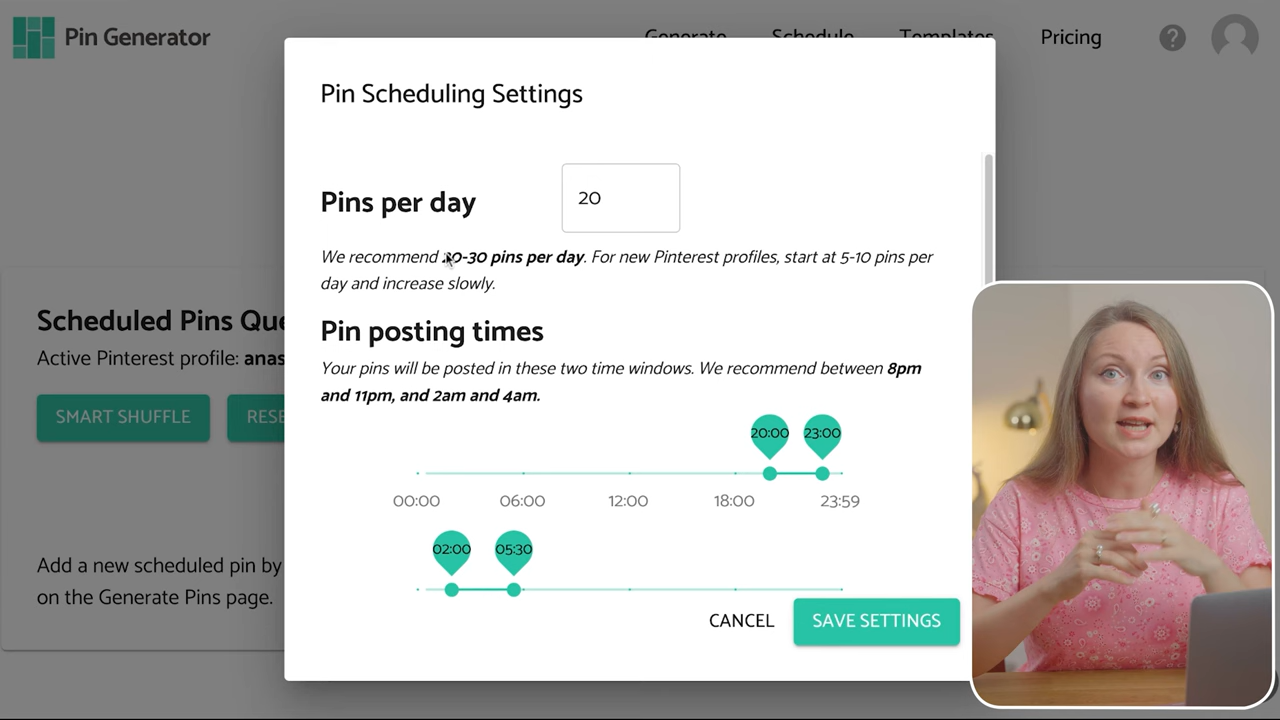 Pin Generator
Generate Schedule Templates Pricing
Pin Scheduling Settings
Pins per day
20
We recommend 20-30 pins per day. For new Pinterest profiles, start at 5-10 pins per
day and increase slowly.
Pin posting times
Your pins will be posted in these two time windows. We recommend between 8pm
and 11pm, and 2am and 4am.
20:00 23:00
00:00 06:00 12:00 18:00 23:59
02:00 05:30
CANCEL SAVE SETTINGS
Scheduled Pins Que
Active Pinterest profile: anas
SMART SHUFFLE RESE
Add a new scheduled pin by
on the Generate Pins page.